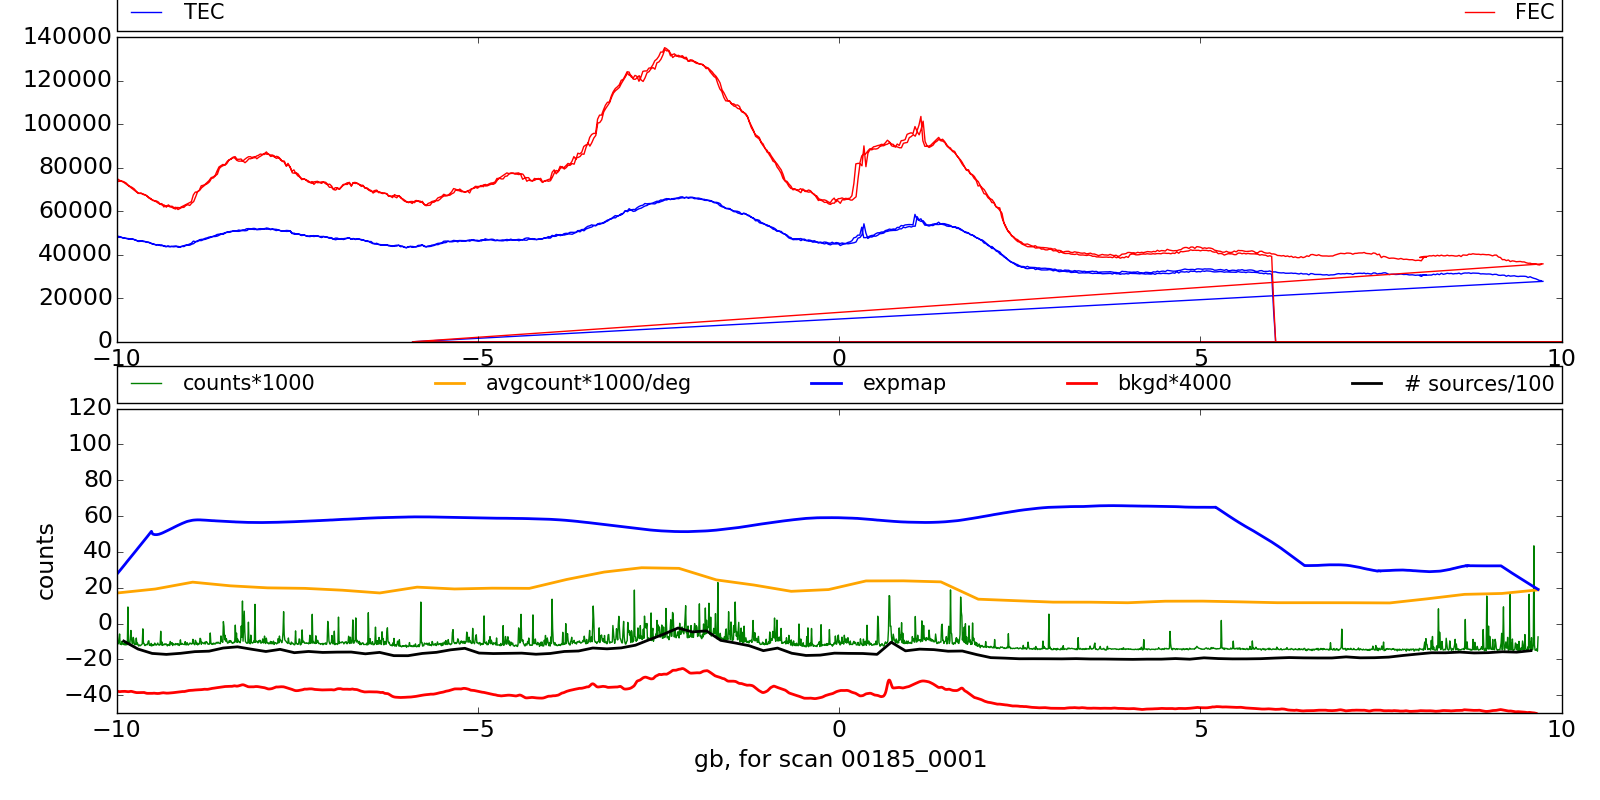 TEC FEC
140000
120000
100000
80000
60000
40000
20000
0
−10 −5 0 5 10
counts*1000 avgcount*1000/deg expmap bkgd*4000 # sources/100
120
100
80
60
40
20
0
−20
−40
counts
−10 −5 0 5 10
gb, for scan 00185_0001